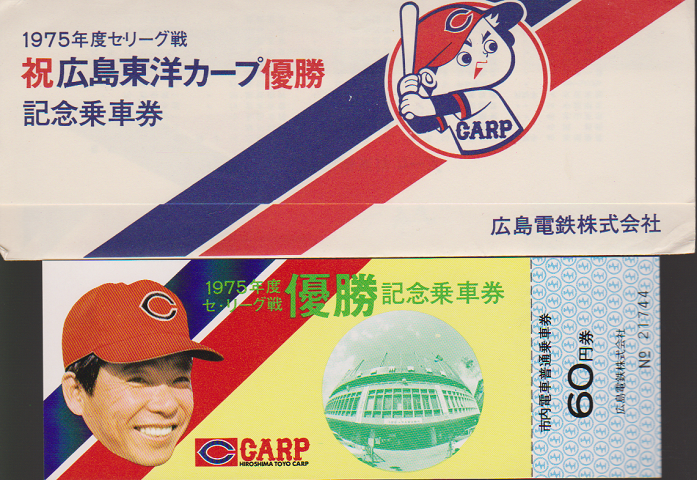 1975年度セ・リーグ戦
祝広島東洋カープ優勝
記念乗車券
C
CARP
広島電鉄株式会社
1975年度
セ・リーグ戦
優勝記念乗車券
C
C CARP
HIROSHIMA TOYO CARP
市内電車普通乗車券
60円券
広島電鉄株式会社
№ 21744